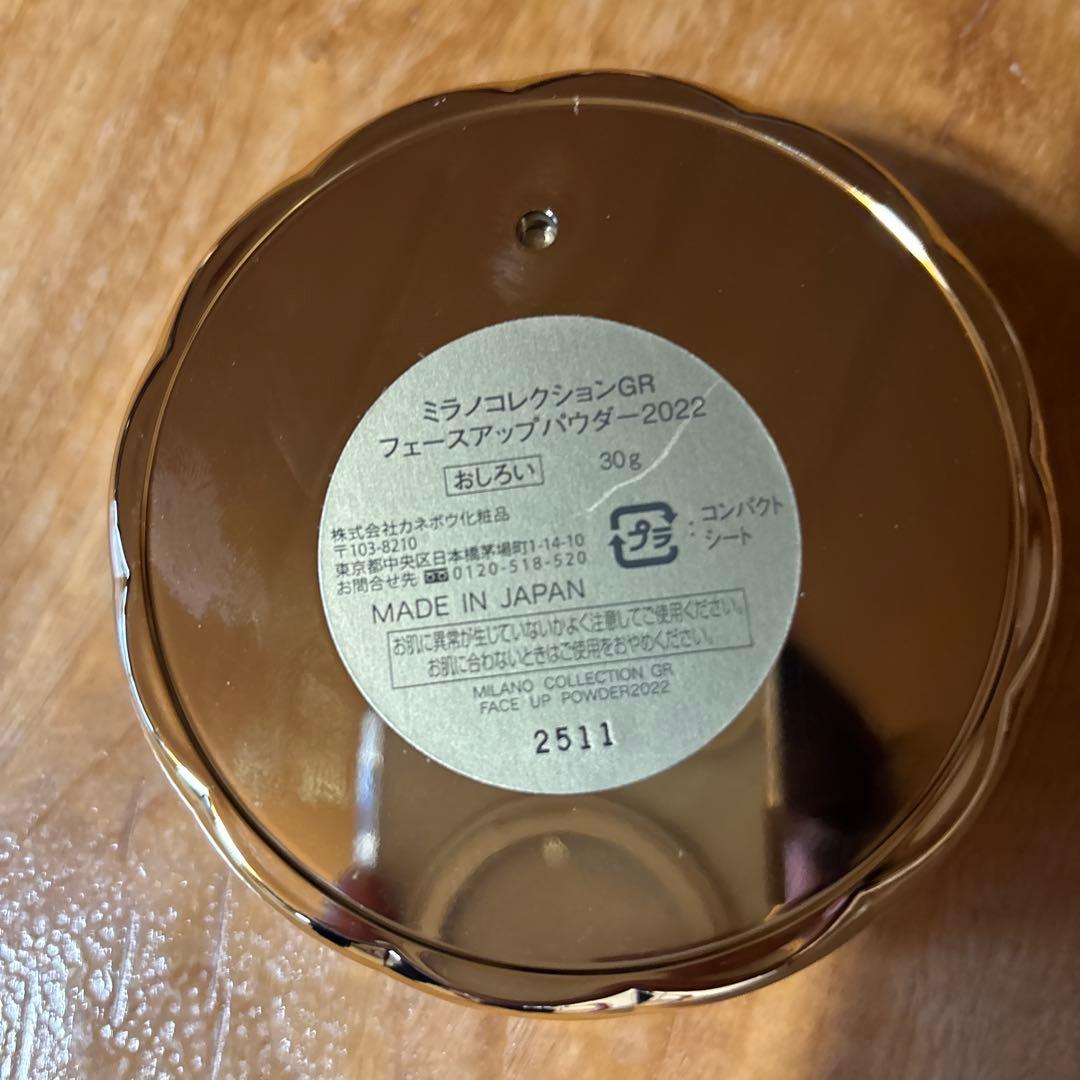 ミラノコレクションGR
フェースアップパウダー2022
おしろい 30g
株式会社カネボウ化粧品
〒103-8210
東京都中央区日本橋茅場町1-14-10
お問合せ先 0120-518-520
プラ : コンパクト
シート
MADE IN JAPAN
お肌に異常が生じていないかよく注意してご使用ください。
お肌に合わないときはご使用をおやめください。
MILANO COLLECTION GR
FACE UP POWDER2022
2511